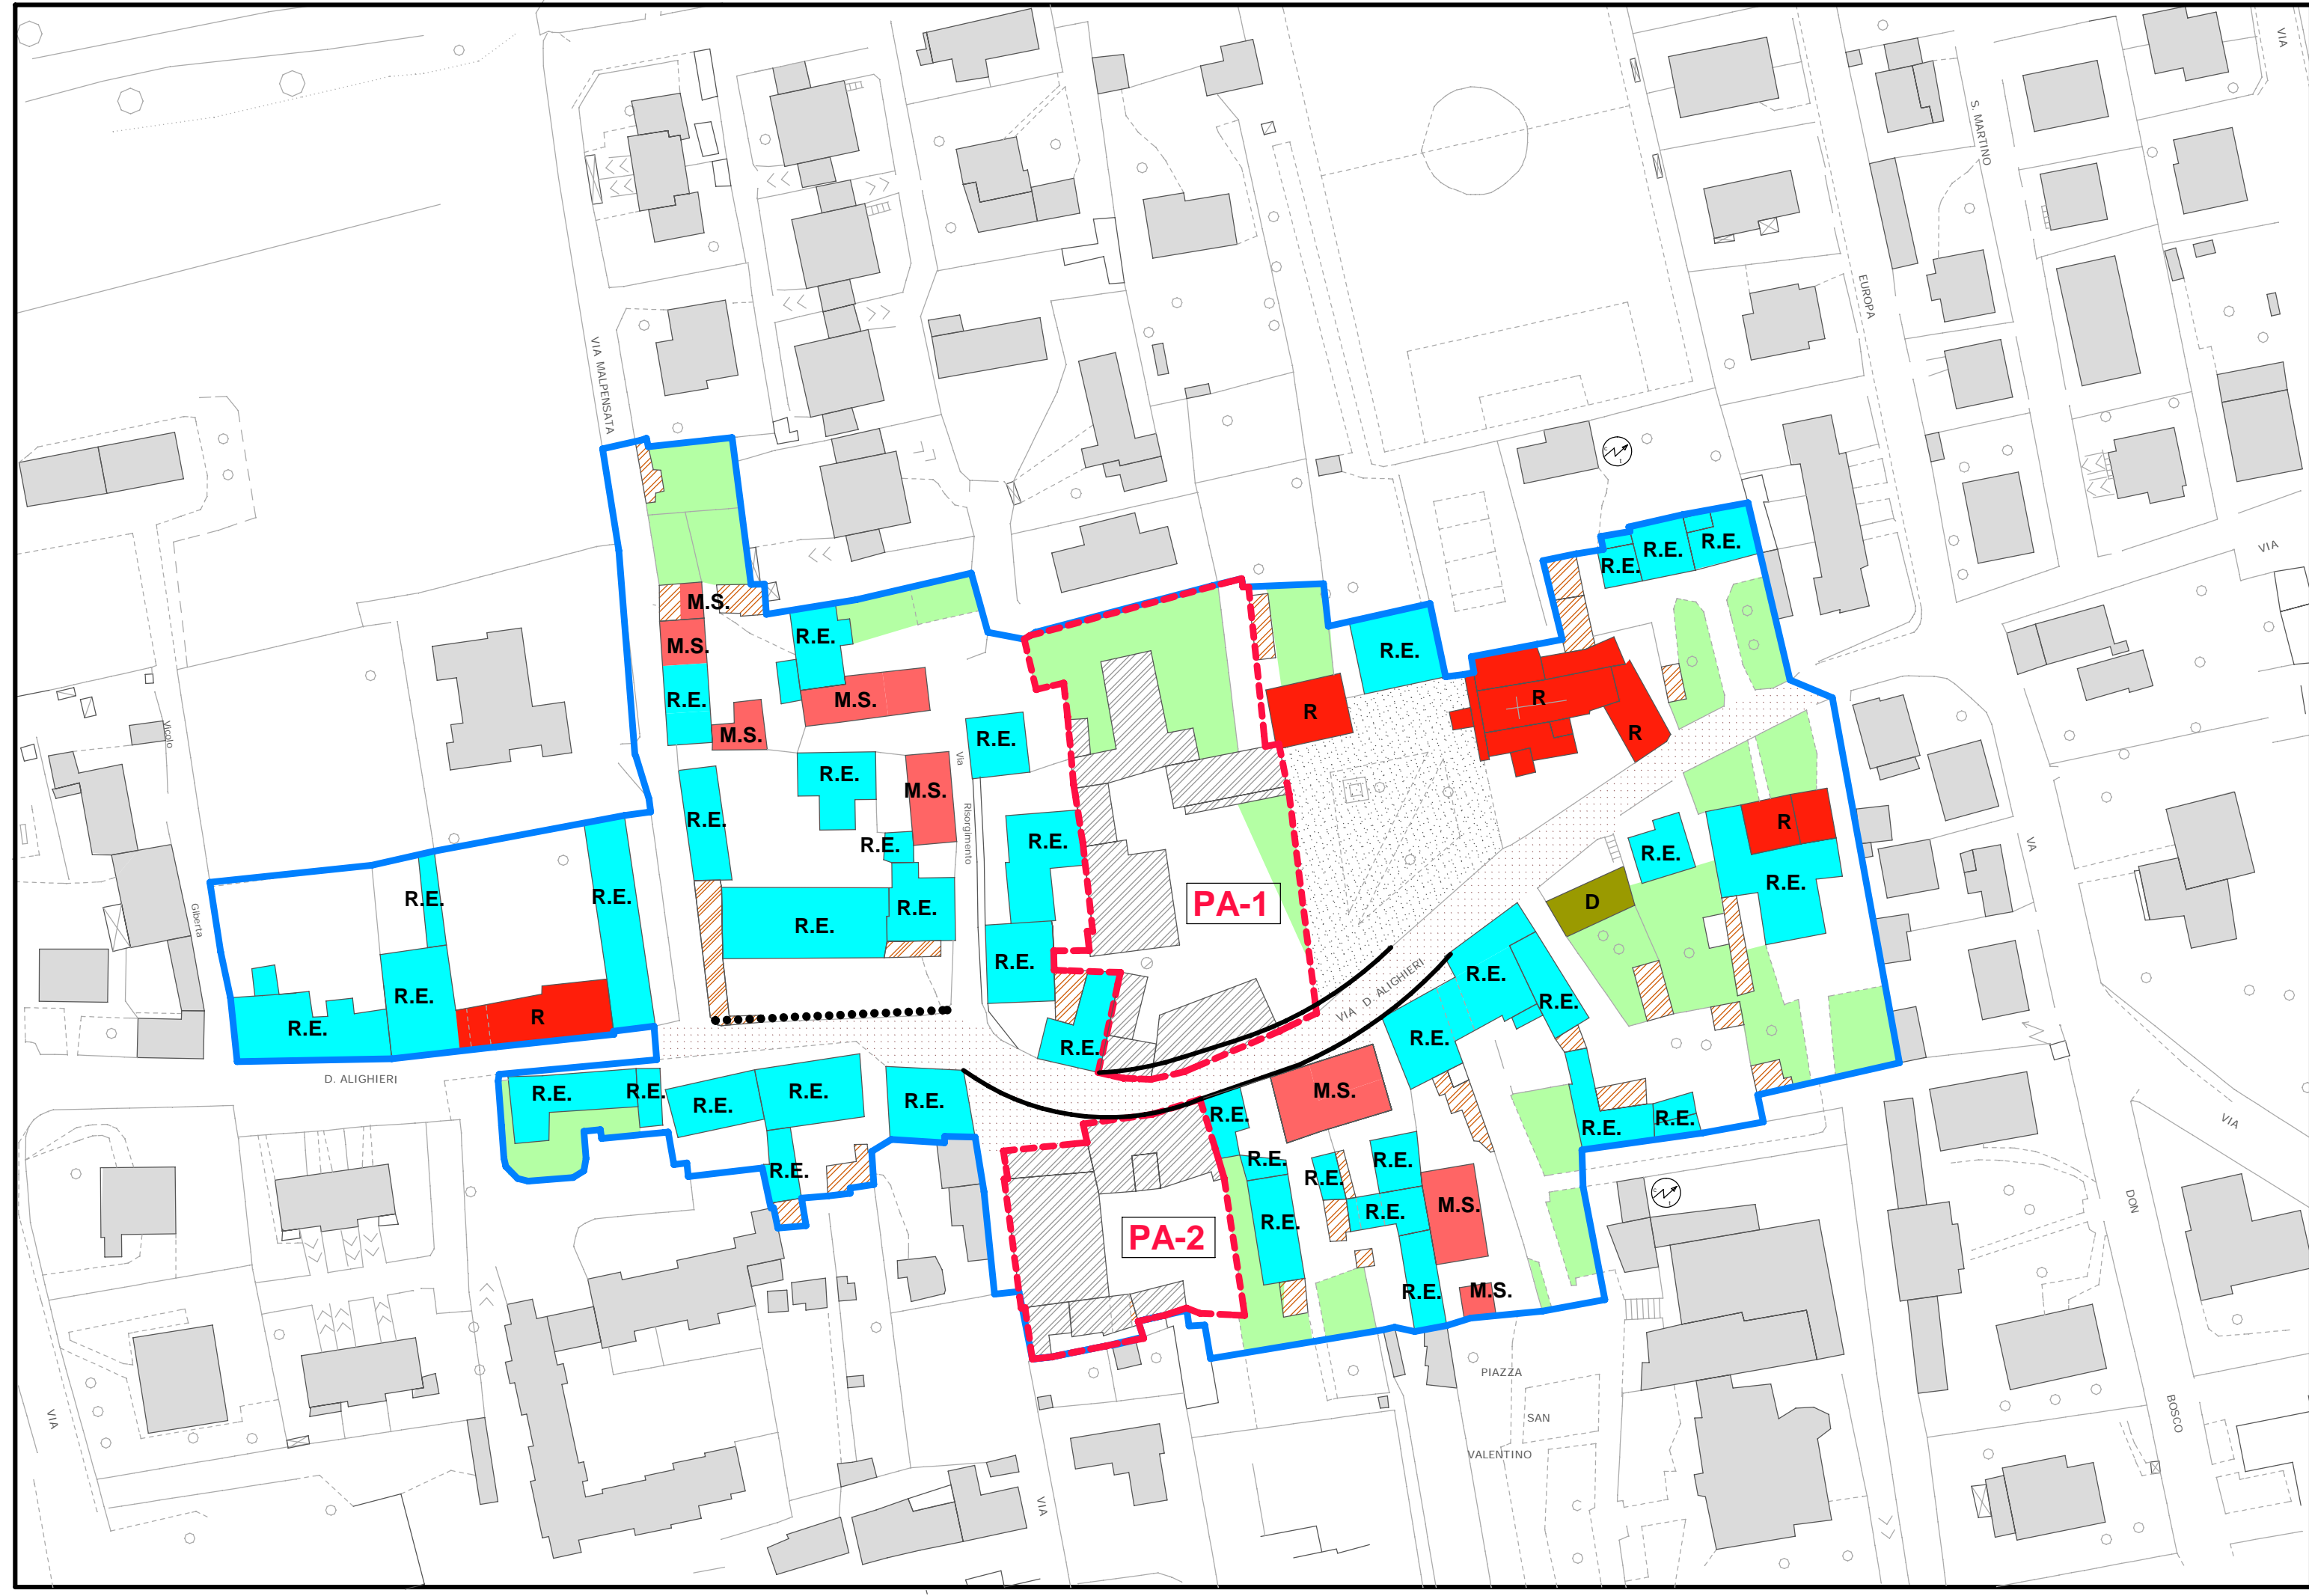 VIA
S. MARTINO
EUROPA
VIA MALPENSATA
VIA
R.E.
R.E.
R.E.
M.S.
R.E.
M.S.
R.E.
R.E.
M.S.
R
R
R
M.S.
R.E.
Vicolo
Via
R.E.
M.S.
R.E.
R.E.
Risorgimento
R.E.
R.E.
R
VA
R.E.
R.E.
R.E.
R.E.
PA-1
D
R.E.
R.E.
Giberta
R.E.
R.E.
R.E.
R.E.
R.E.
R
VIA
D. ALIGHIERI
R.E.
R.E.
R.E.
D. ALIGHIERI
R.E.
R.E.
R.E.
R.E.
R.E.
M.S.
R.E.
R.E.
R.E.
VIA
R.E.
R.E.
R.E.
R.E.
DON
M.S.
R.E.
R.E.
PA-2
R.E.
M.S.
PIAZZA
SAN
VALENTINO
VIA
BOSCO
VIA